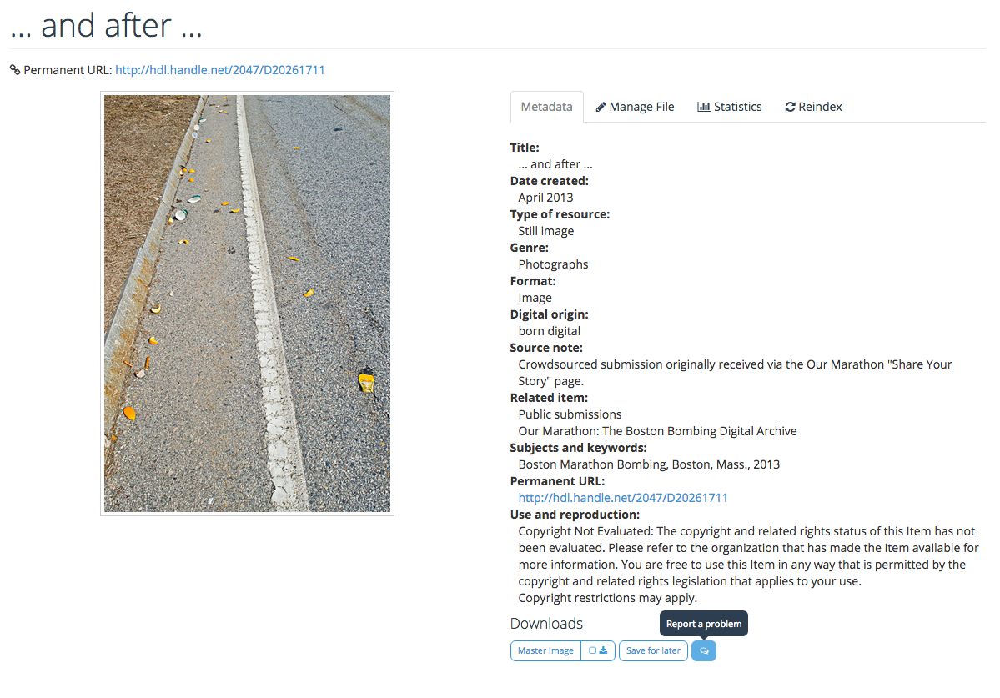 ... and after ...
Permanent URL: http://hdl.handle.net/2047/D20261711
Metadata
Manage File
Statistics
Reindex
Title:
... and after ...
Date created:
April 2013
Type of resource:
Still image
Genre:
Photographs
Format:
Image
Digital origin:
born digital
Source note:
Crowdsourced submission originally received via the Our Marathon "Share Your
Story" page.
Related item:
Public submissions
Our Marathon: The Boston Bombing Digital Archive
Subjects and keywords:
Boston Marathon Bombing, Boston, Mass., 2013
Permanent URL:
http://hdl.handle.net/2047/D20261711
Use and reproduction:
Copyright Not Evaluated: The copyright and related rights status of this Item has not
been evaluated. Please refer to the organization that has made the Item available for
more information. You are free to use this Item in any way that is permitted by the
copyright and related rights legislation that applies to your use.
Copyright restrictions may apply.
Downloads
Report a problem
Master Image
Save for later